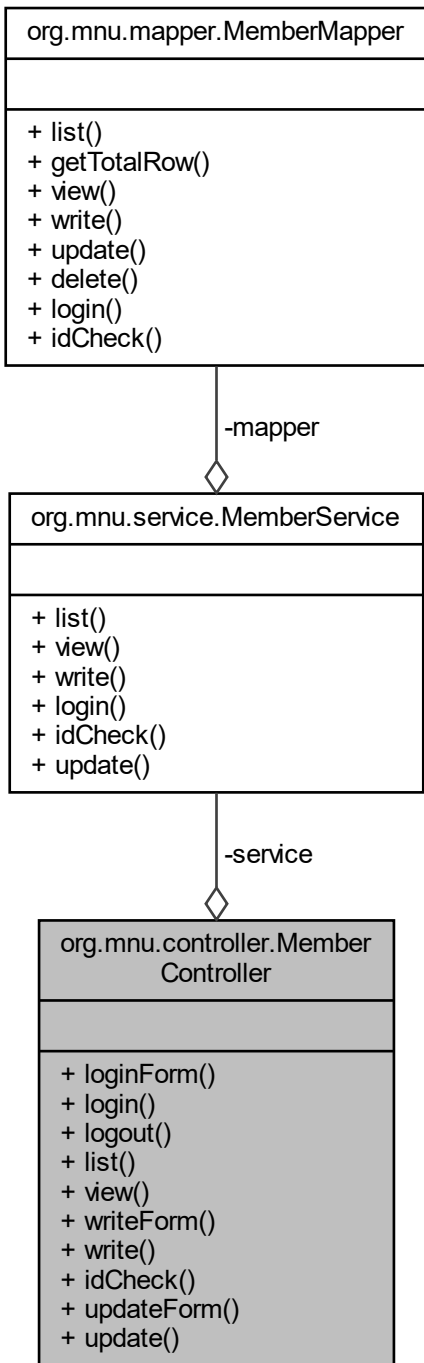 org.mnu.mapper.MemberMapper
+ list()
+ getTotalRow()
+ view()
+ write()
+ update()
+ delete()
+ login()
+ idCheck()
-mapper
org.mnu.service.MemberService
+ list()
+ view()
+ write()
+ login()
+ idCheck()
+ update()
-service
org.mnu.controller.Member
Controller
+ loginForm()
+ login()
+ logout()
+ list()
+ view()
+ writeForm()
+ write()
+ idCheck()
+ updateForm()
+ update()